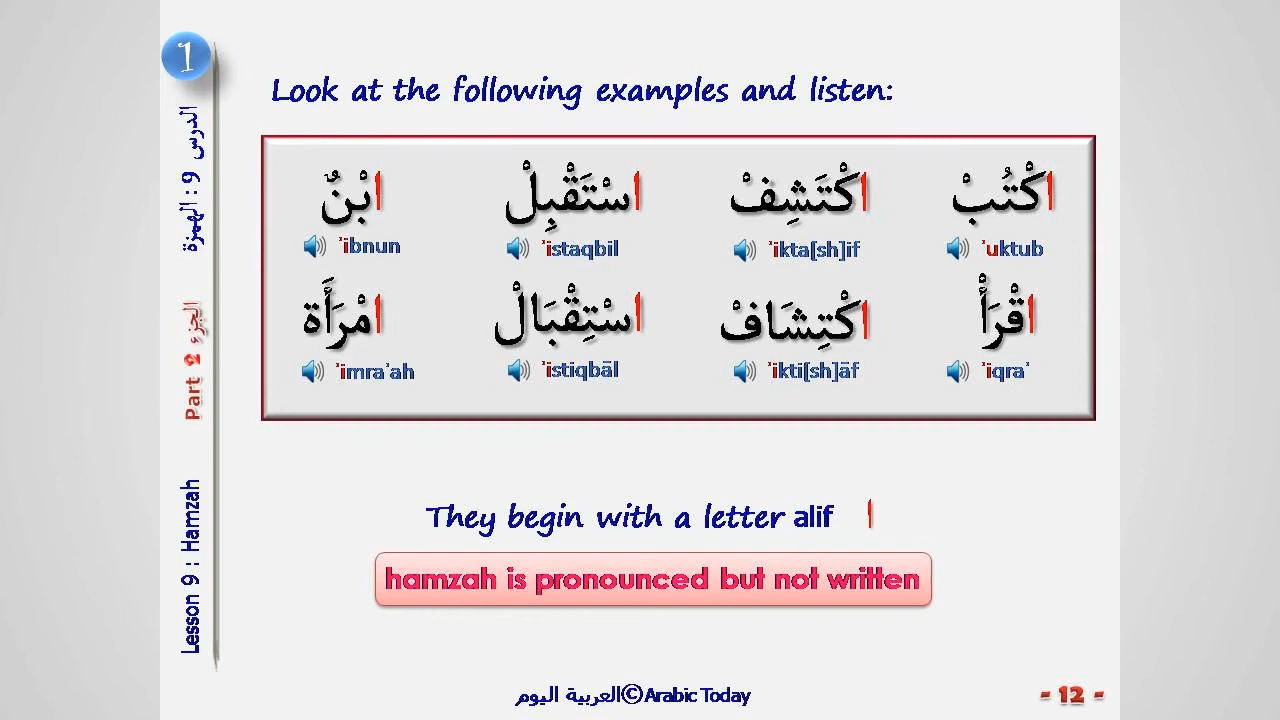 1
Look at the following examples and listen:
اكْتُبْ اكْتَشِفْ اسْتَقْبِلْ ابْنٌ
ʾuktub ʾikta[sh]if ʾistaqbil ʾibnun
اقْرَأْ اكْتِشَافْ اسْتِقْبَالْ امْرَأَة
ʾiqraʾ ʾikti[sh]āf ʾistiqbāl ʾimraʾah
They begin with a letter alif ا
hamzah is pronounced but not written
الدرس 9 : الهمزة
Part 2 الجزء
Lesson 9 : Hamzah
العربية اليوم©Arabic Today
- 12 -